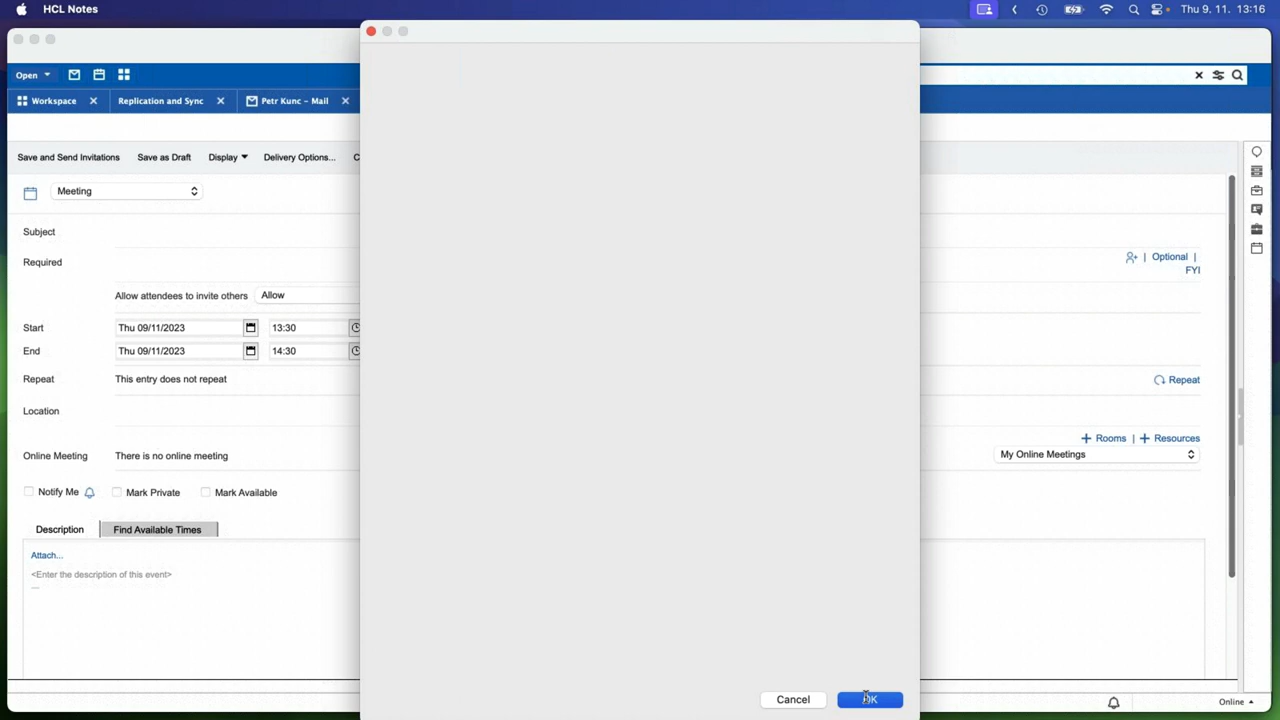 HCL Notes
Thu 9. 11. 13:16
Open
Workspace
Replication and Sync
Petr Kunc – Mail
Save and Send Invitations
Save as Draft
Display
Delivery Options...
C
Meeting
Subject
Required
Optional |
FYI
Allow attendees to invite others
Allow
Start
Thu 09/11/2023
13:30
End
Thu 09/11/2023
14:30
Repeat
This entry does not repeat
Repeat
Location
Rooms | Resources
Online Meeting
There is no online meeting
My Online Meetings
Notify Me
Mark Private
Mark Available
Description
Find Available Times
Attach...
<Enter the description of this event>
Cancel
OK
Online